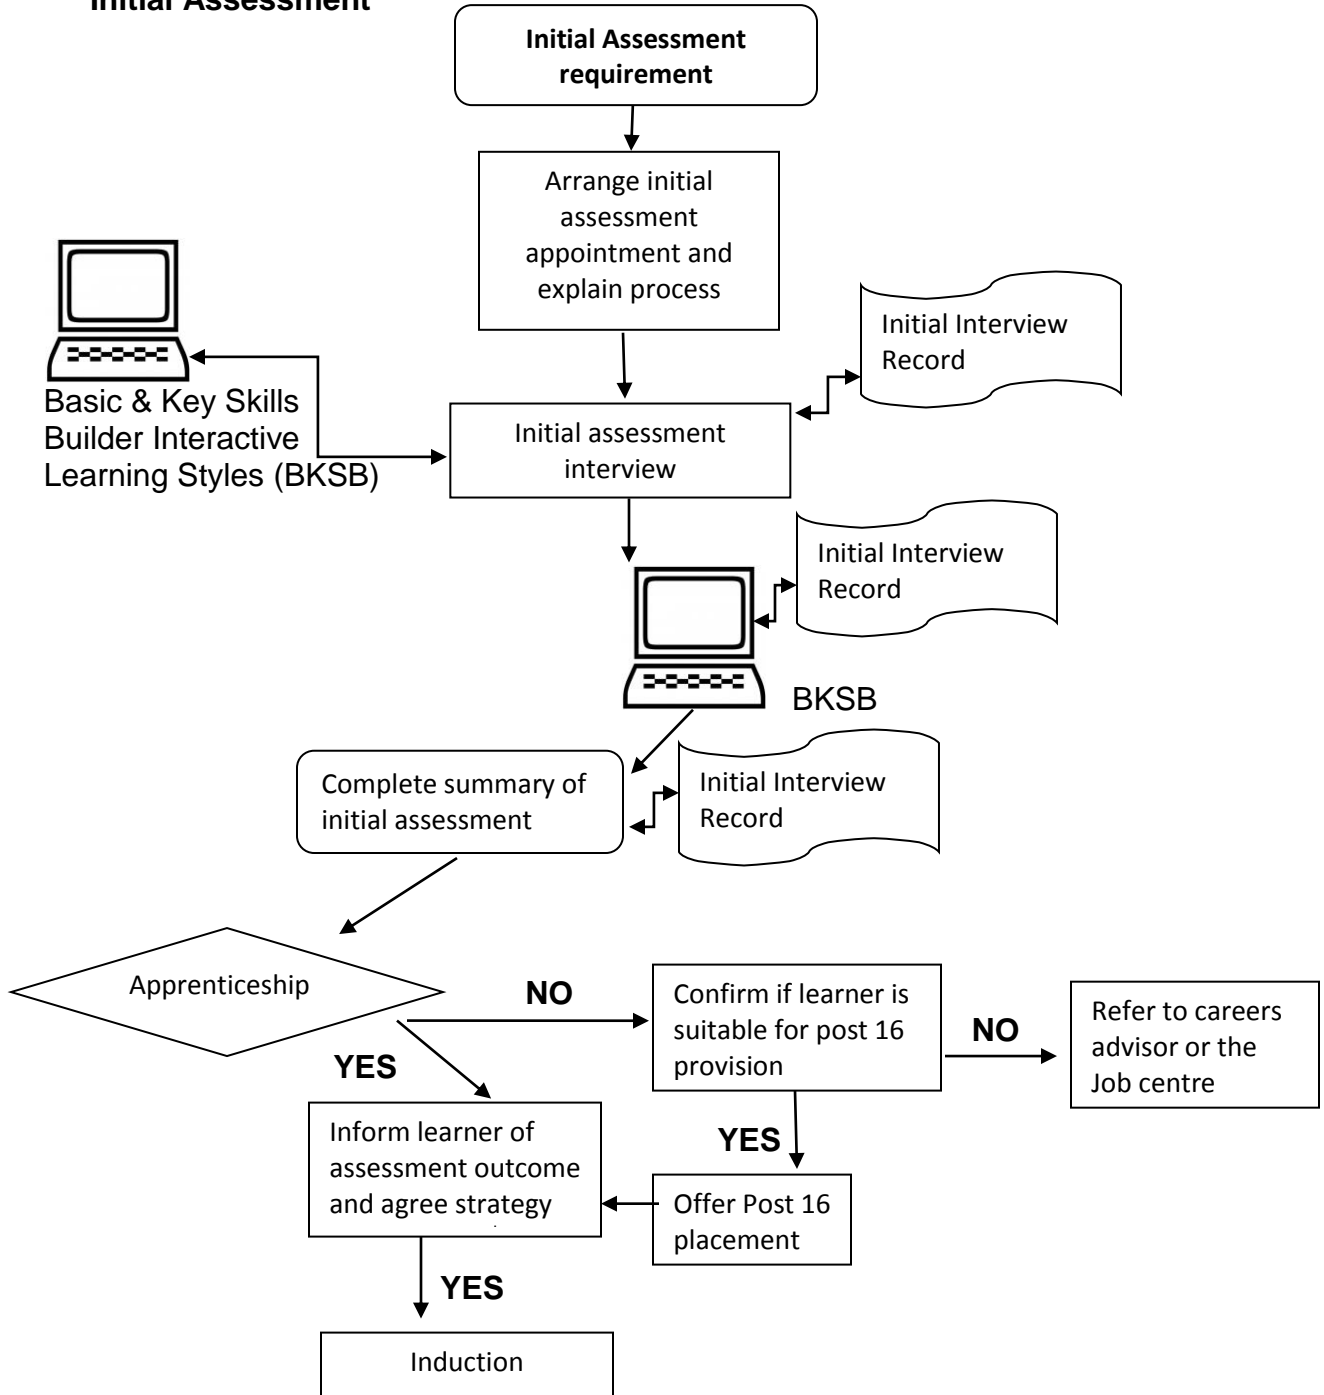 Initial Assessment
Initial Assessment
requirement
Arrange initial
assessment
appointment and
explain process
Initial Interview
Record
Basic & Key Skills
Builder Interactive
Learning Styles (BKSB)
Initial assessment
interview
Initial Interview
Record
BKSB
Complete summary of
initial assessment
Initial Interview
Record
Apprenticeship
NO
Confirm if learner is
suitable for post 16
provision
NO
Refer to careers
advisor or the
Job centre
YES
Inform learner of
assessment outcome
and agree strategy
YES
Offer Post 16
placement
YES
Induction